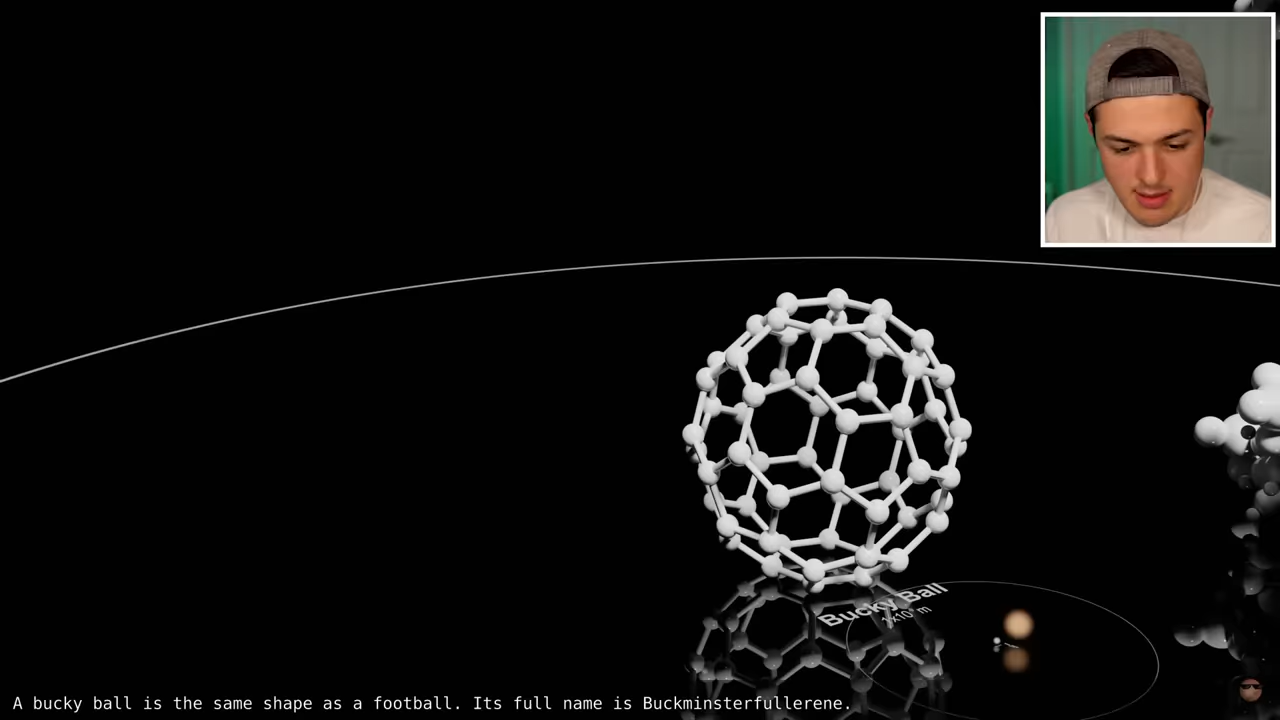 Bucky Ball
A bucky ball is the same shape as a football. Its full name is Buckminsterfullerene.